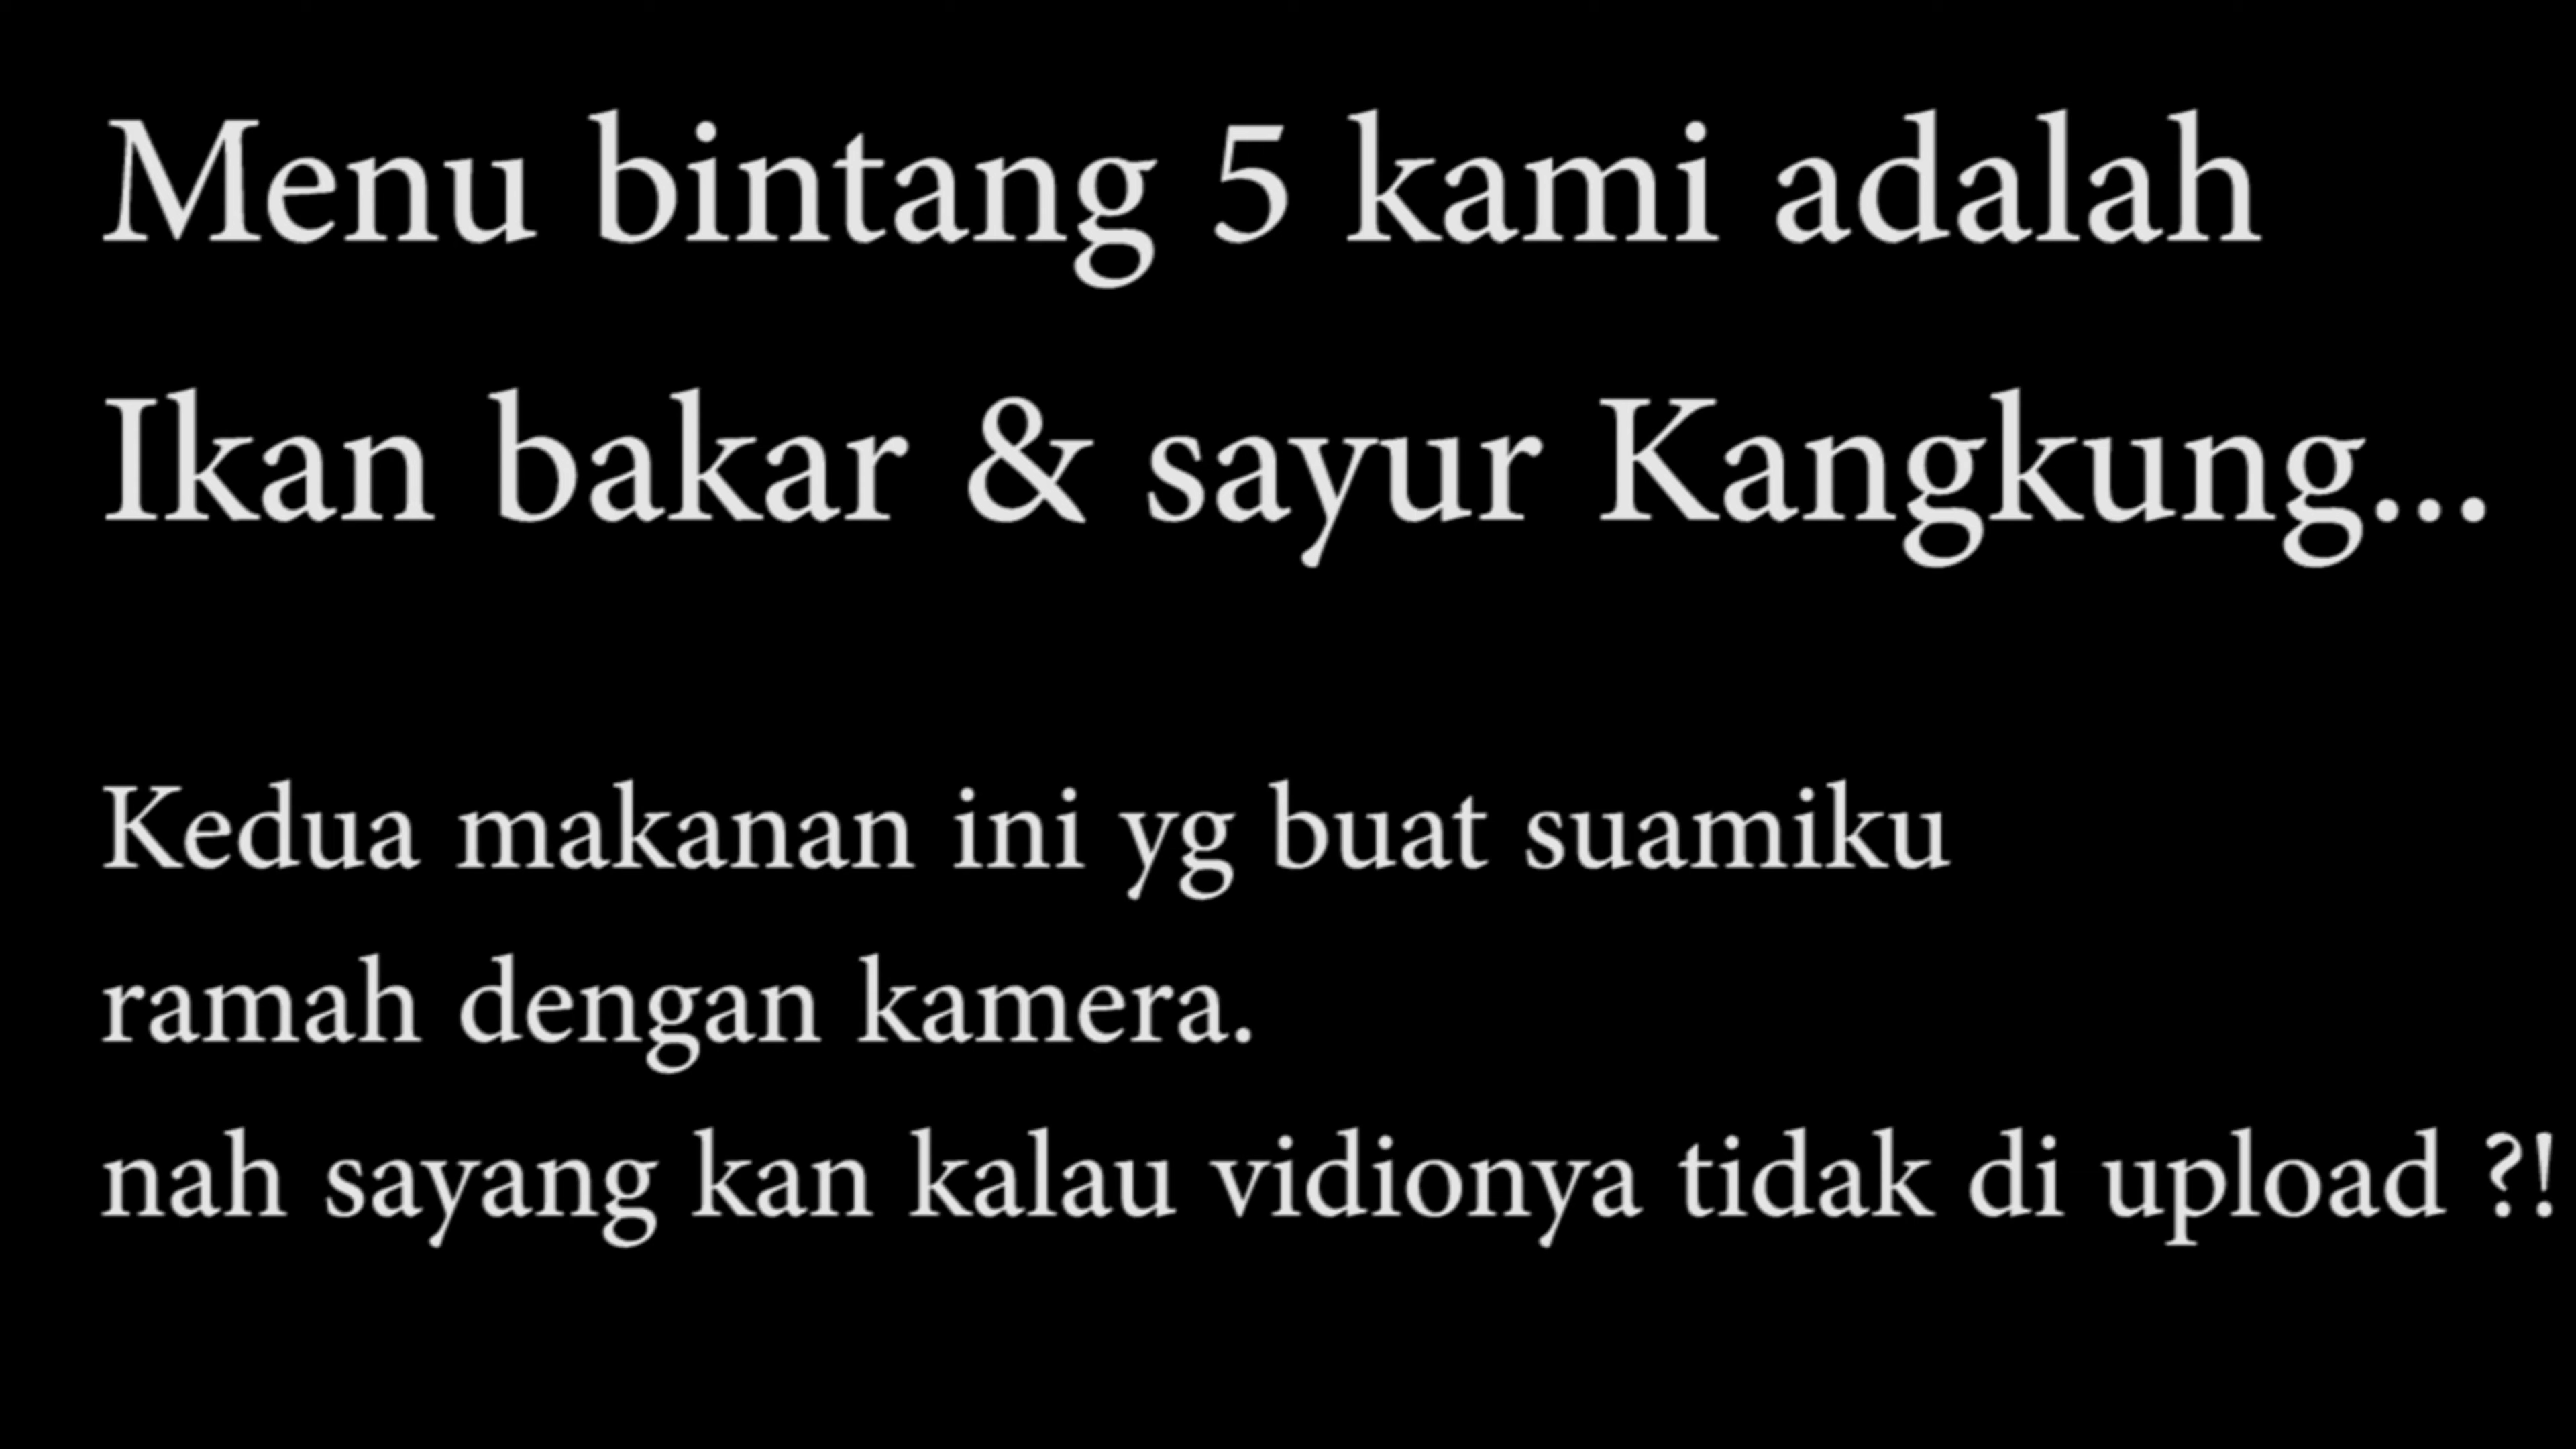 Menu bintang 5 kami adalah
Ikan bakar & sayur Kangkung...
Kedua makanan ini yg buat suamiku
ramah dengan kamera.
nah sayang kan kalau vidionya tidak di upload ?!